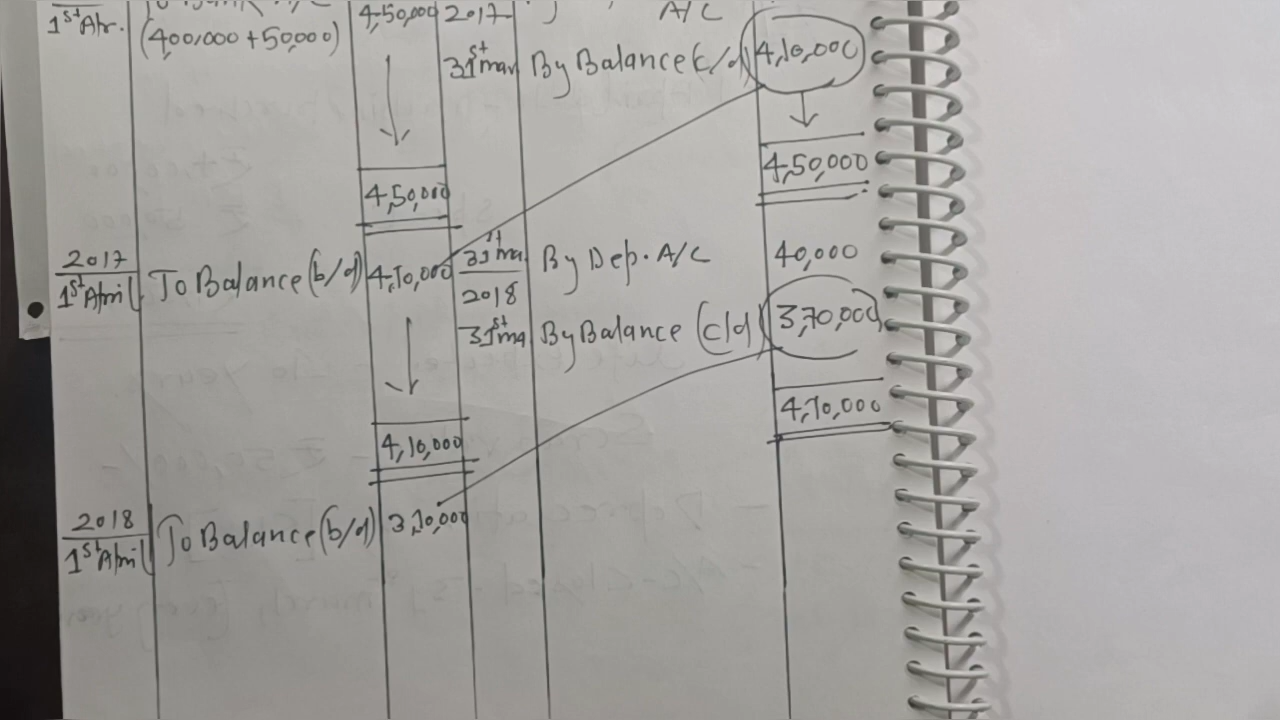 1st Apr.
(400,000 + 50,000)
4,50,000
2017
A/C
31st mar
By Balance (c/d)
4,10,000
4,50,000
4,50,000
2017
1st April
To Balance (b/d)
4,10,000
31st mar
2018
By Dep. A/C
40,000
31st mar
By Balance (c/d)
3,70,000
4,10,000
4,10,000
2018
1st April
To Balance (b/d)
3,70,000